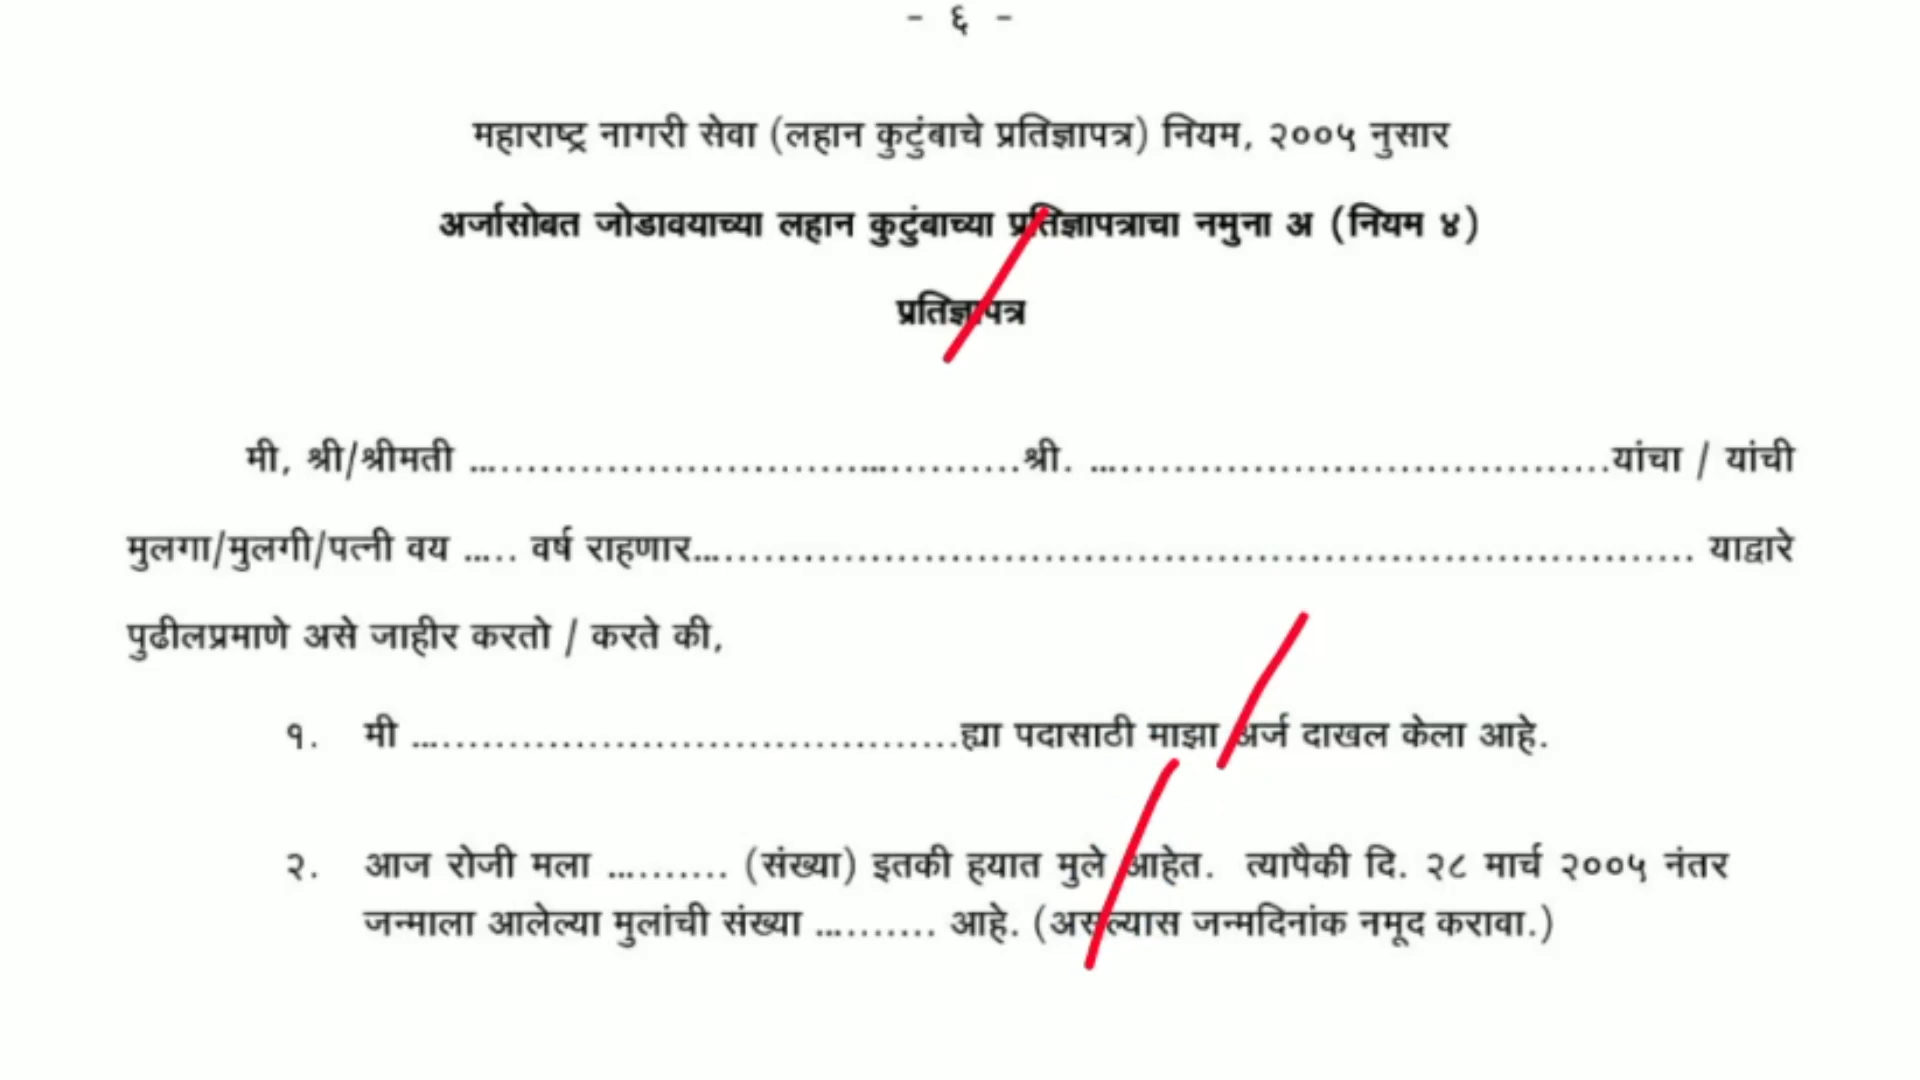 - ६ -
महाराष्ट्र नागरी सेवा (लहान कुटुंबाचे प्रतिज्ञापत्र) नियम, २००५ नुसार
अर्जासोबत जोडावयाच्या लहान कुटुंबाच्या प्रतिज्ञापत्राचा नमुना अ (नियम ४)
प्रतिज्ञापत्र
मी, श्री/श्रीमती ...............................................श्री. ........................................यांचा / यांची
मुलगा/मुलगी/पत्नी वय ..... वर्ष राहणार.................................................................. याद्वारे
पुढीलप्रमाणे असे जाहीर करतो / करते की,
१. मी ........................................ह्या पदासाठी माझा अर्ज दाखल केला आहे.
२. आज रोजी मला ......... (संख्या) इतकी हयात मुले आहेत. त्यापैकी दि. २८ मार्च २००५ नंतर
जन्माला आलेल्या मुलांची संख्या ......... आहे. (असल्यास जन्मदिनांक नमूद करावा.)